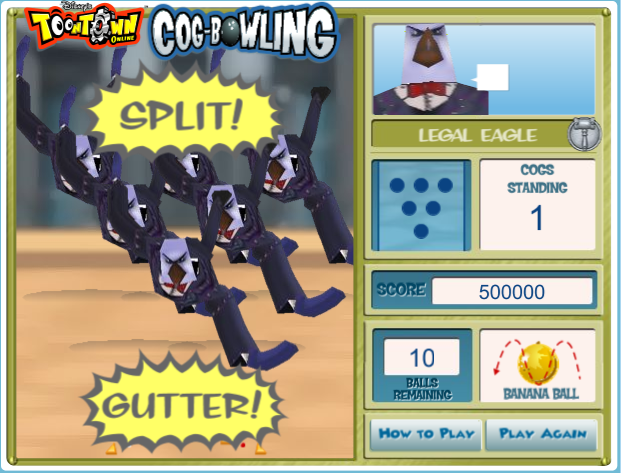 Disney's
TOONTOWN
ONLINE
COG-BOWLING
SPLIT!
LEGAL EAGLE
COGS
STANDING
1
SCORE 500000
10
BALLS
REMAINING
BANANA BALL
GUTTER!
HOW TO PLAY
PLAY AGAIN